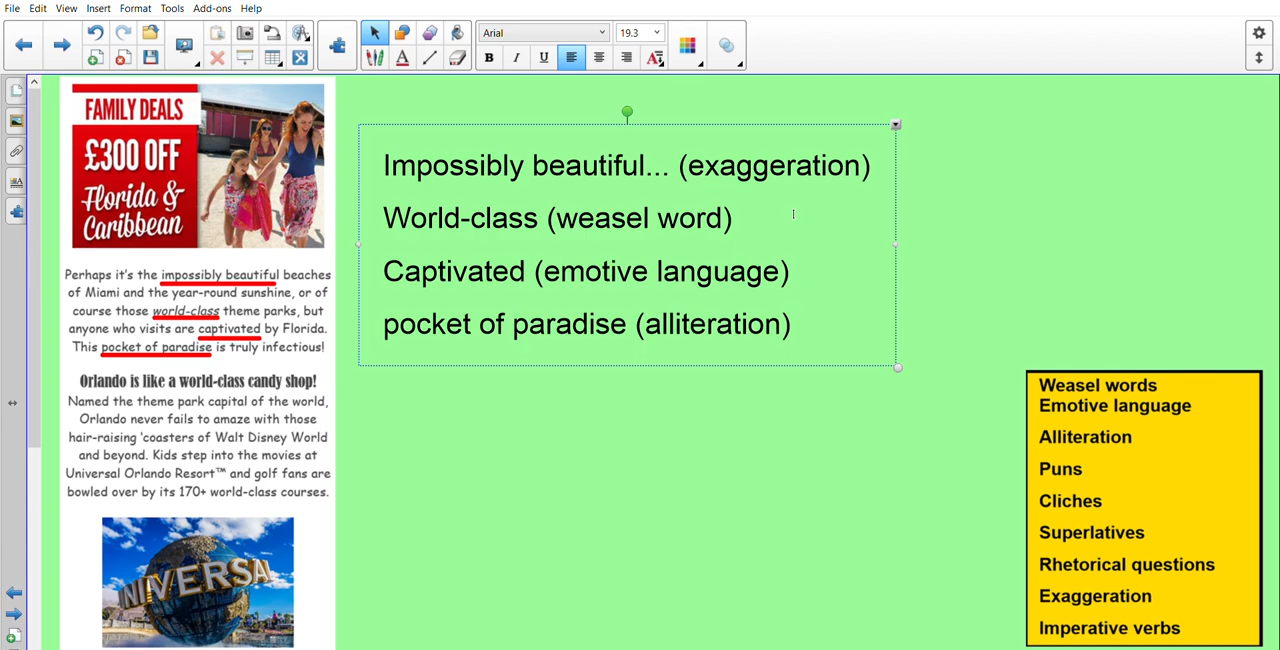 File Edit View Insert Format Tools Add-ons Help
Arial 19.3
B I U A
FAMILY DEALS
£300 OFF
Florida &
Caribbean
Perhaps it's the impossibly beautiful beaches
of Miami and the year-round sunshine, or of
course those world-class theme parks, but
anyone who visits are captivated by Florida.
This pocket of paradise is truly infectious!
Orlando is like a world-class candy shop!
Named the theme park capital of the world,
Orlando never fails to amaze with those
hair-raising 'coasters of Walt Disney World
and beyond. Kids step into the movies at
Universal Orlando Resort™ and golf fans are
bowled over by its 170+ world-class courses.
UNIVERSAL
Impossibly beautiful... (exaggeration)
World-class (weasel word)
Captivated (emotive language)
pocket of paradise (alliteration)
Weasel words
Emotive language
Alliteration
Puns
Cliches
Superlatives
Rhetorical questions
Exaggeration
Imperative verbs